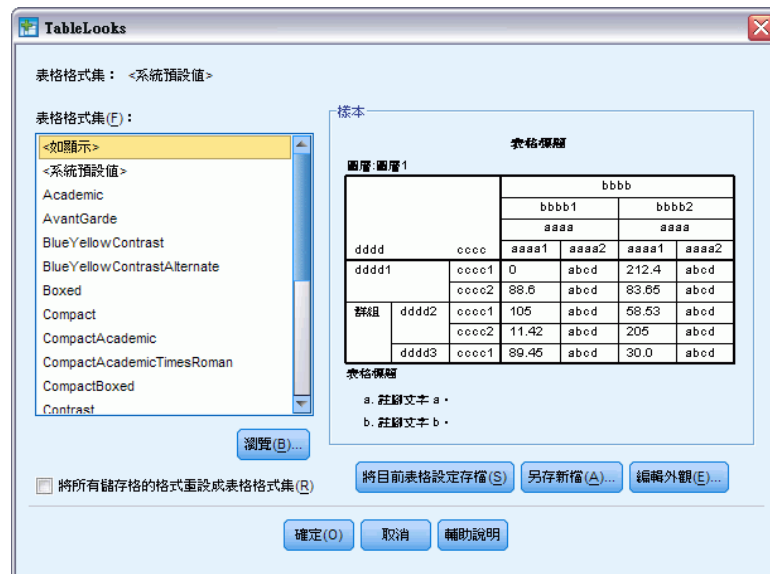 TableLooks
表格格式集： <系統預設值>
表格格式集(F)：
<如顯示>
<系統預設值>
Academic
AvantGarde
BlueYellowContrast
BlueYellowContrastAlternate
Boxed
Compact
CompactAcademic
CompactAcademicTimesRoman
CompactBoxed
Contrast
瀏覽(B)...
將所有儲存格的格式重設成表格格式集(R)
樣本
表格標題
圖層:圖層1
bbbb
bbbb1 bbbb2
aaaa aaaa
dddd cccc aaaa1 aaaa2 aaaa1 aaaa2
dddd1 cccc1 0 abcd 212.4 abcd
cccc2 88.6 abcd 83.65 abcd
群組 dddd2 cccc1 105 abcd 58.53 abcd
cccc2 11.42 abcd 205 abcd
dddd3 cccc1 89.45 abcd 30.0 abcd
表格標題
a. 註腳文字 a。
b. 註腳文字 b。
將目前表格設定存檔(S) 另存新檔(A)... 編輯外觀(E)...
確定(O) 取消 輔助說明